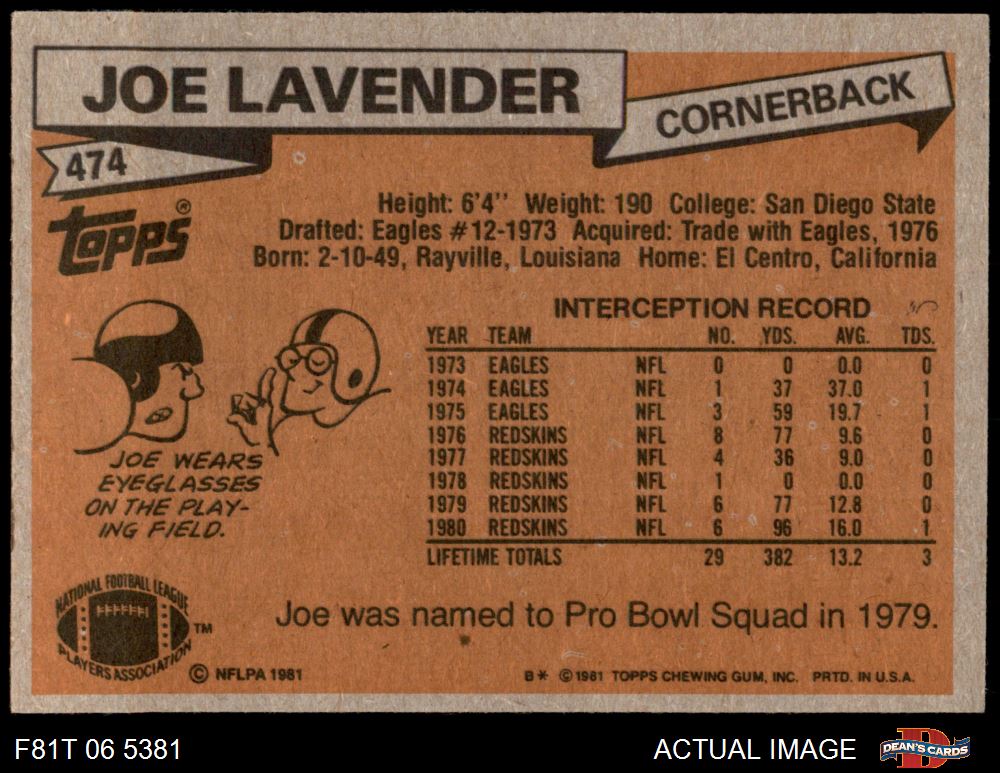 JOE LAVENDER
CORNERBACK
474
TOPPS®
Height: 6'4'' Weight: 190 College: San Diego State
Drafted: Eagles #12-1973 Acquired: Trade with Eagles, 1976
Born: 2-10-49, Rayville, Louisiana Home: El Centro, California
INTERCEPTION RECORD
YEAR TEAM NO. YDS. AVG. TDS.
1973 EAGLES NFL 0 0 0.0 0
1974 EAGLES NFL 1 37 37.0 1
1975 EAGLES NFL 3 59 19.7 1
1976 REDSKINS NFL 8 77 9.6 0
1977 REDSKINS NFL 4 36 9.0 0
1978 REDSKINS NFL 1 0 0.0 0
1979 REDSKINS NFL 6 77 12.8 0
1980 REDSKINS NFL 6 96 16.0 1
LIFETIME TOTALS 29 382 13.2 3
JOE WEARS
EYEGLASSES
ON THE PLAY-
ING FIELD.
Joe was named to Pro Bowl Squad in 1979.
NATIONAL FOOTBALL LEAGUE
PLAYERS ASSOCIATION
TM
© NFLPA 1981
B* © 1981 TOPPS CHEWING GUM, INC. PRTD. IN U.S.A.
F81T 06 5381
ACTUAL IMAGE
DEAN'S CARDS